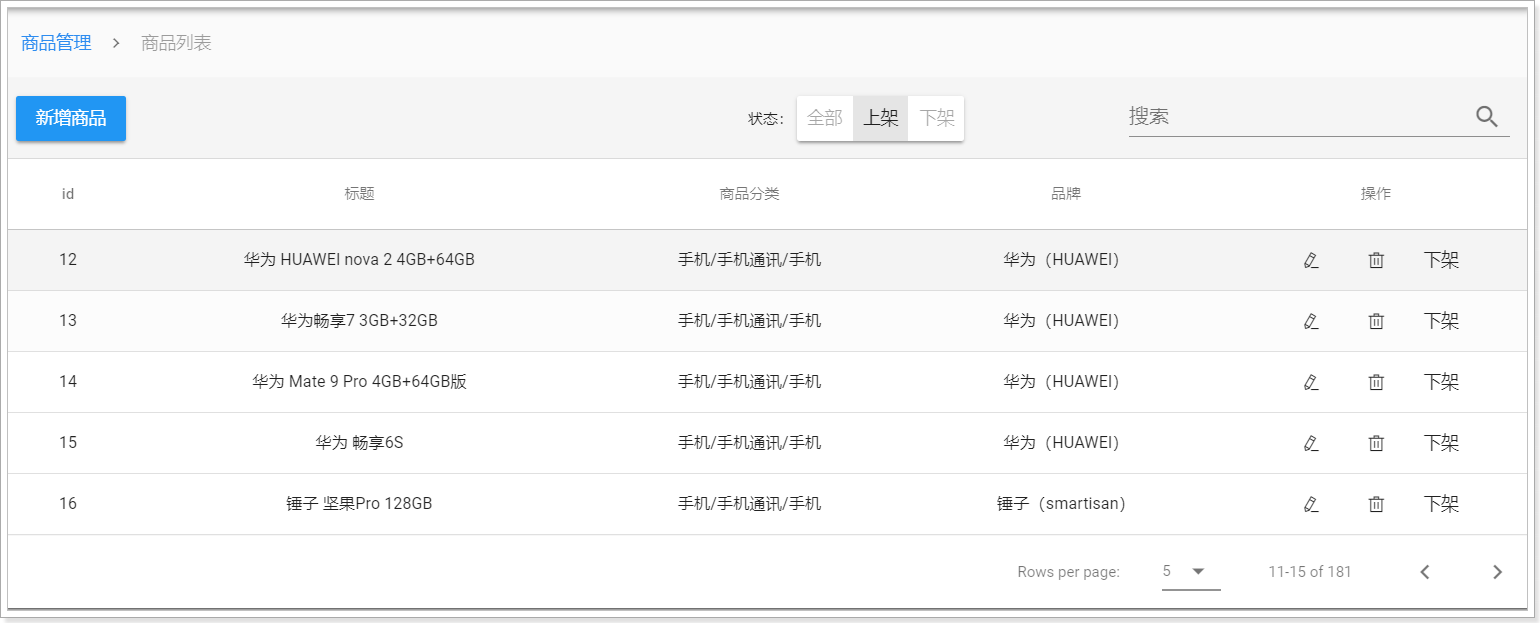 商品管理 > 商品列表
新增商品 状态： 全部 上架 下架 搜索
id 标题 商品分类 品牌 操作
12 华为 HUAWEI nova 2 4GB+64GB 手机/手机通讯/手机 华为（HUAWEI） 下架
13 华为畅享7 3GB+32GB 手机/手机通讯/手机 华为（HUAWEI） 下架
14 华为 Mate 9 Pro 4GB+64GB版 手机/手机通讯/手机 华为（HUAWEI） 下架
15 华为 畅享6S 手机/手机通讯/手机 华为（HUAWEI） 下架
16 锤子 坚果Pro 128GB 手机/手机通讯/手机 锤子（smartisan） 下架
Rows per page: 5 11-15 of 181